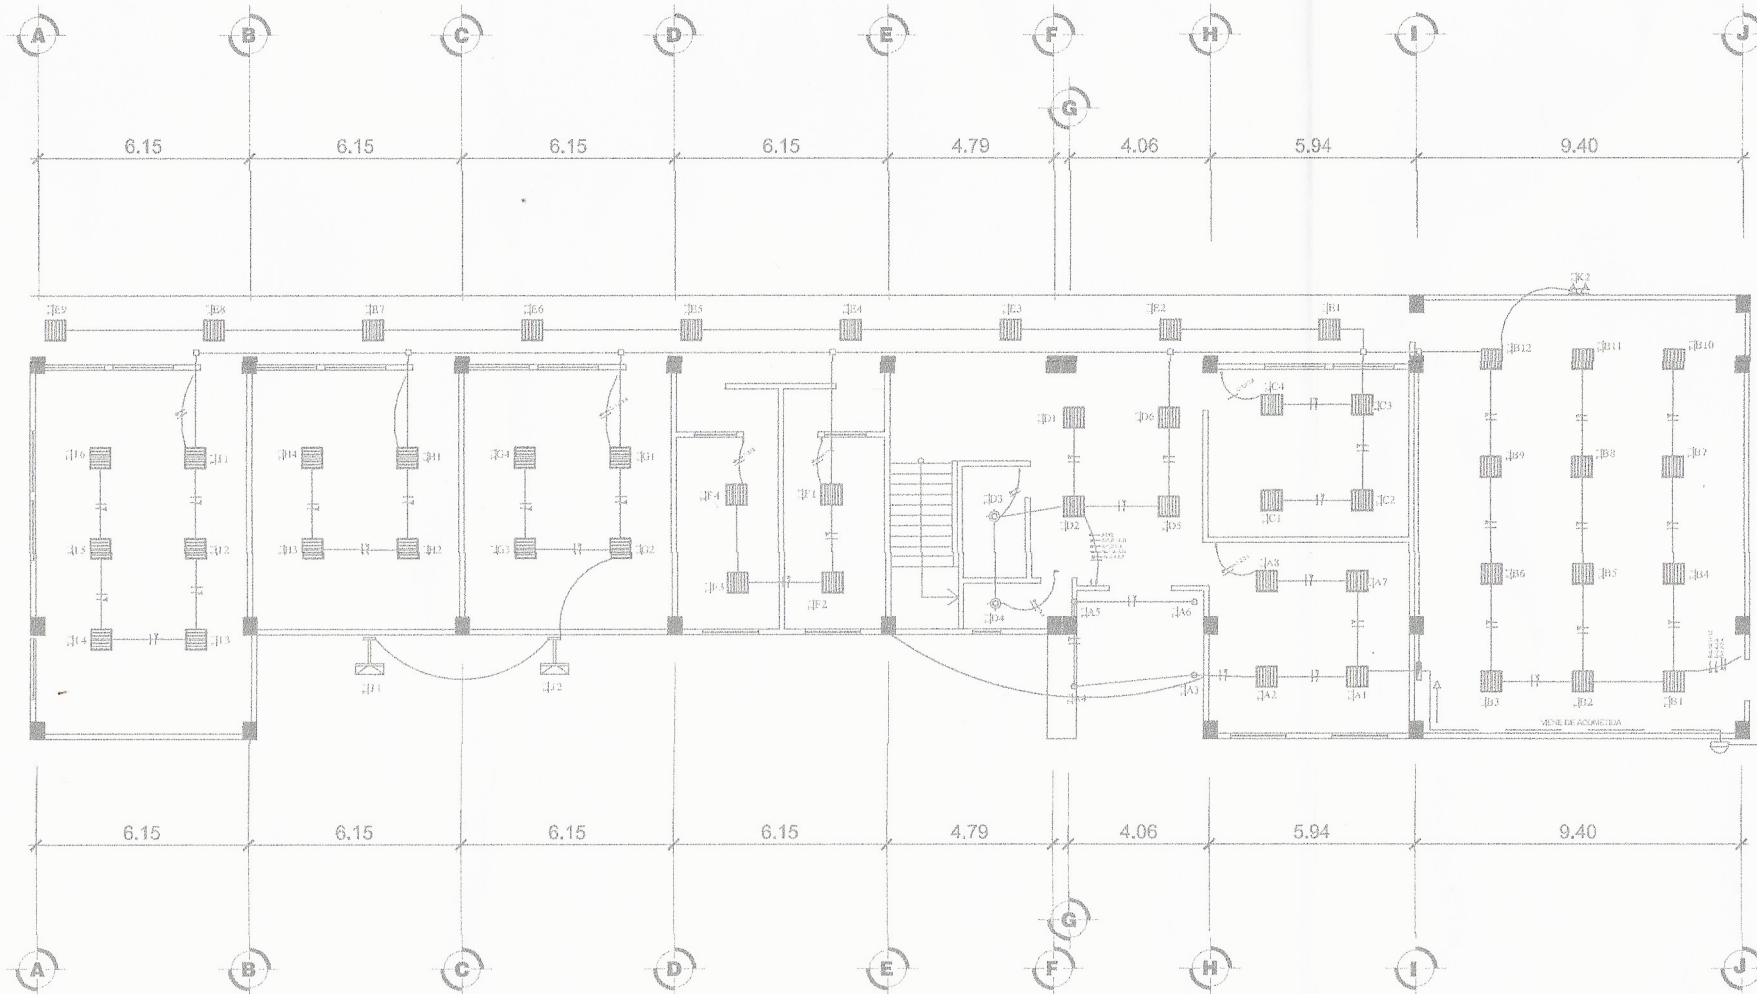 A B C D E F H I J
G
6.15 6.15 6.15 6.15 4.79 4.06 5.94 9.40
K2
E9 E8 E7 E6 E5 E4 E3 E2 E1
B12 B11 B10
C4 C3
D1 D6
I6 I1 H4 H1 G4 G1
B9 B8 B7
F4 F1 D3 D2 D5 C1 C2
I5 I2 H3 H2 G3 G2
A8 A7 B6 B5 B4
F3 F2 D4 A5 A6
I4 I3
J1 J2 A4 A3 A2 A1 B3 B2 B1
VIENE DE ACOMETIDA
6.15 6.15 6.15 6.15 4.79 4.06 5.94 9.40
G
A B C D E F H I J